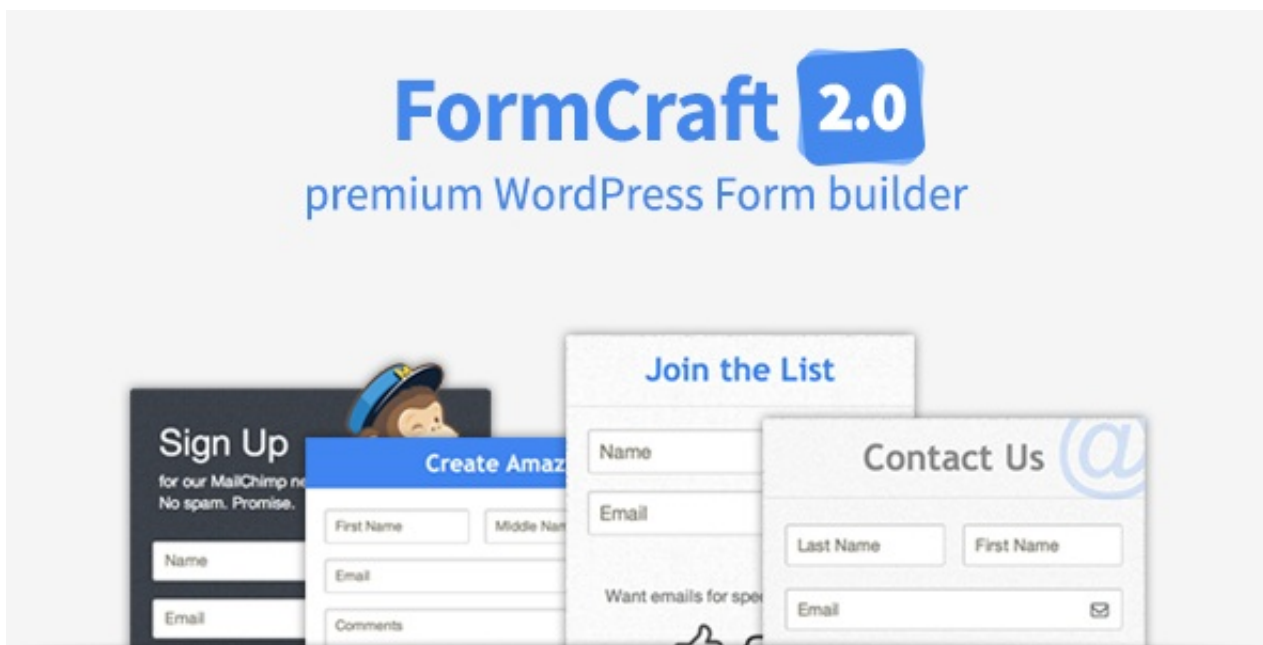 FormCraft 2.0
premium WordPress Form builder
Sign Up
for our MailChimp
No spam. Promise.
Name
Email
Create
First Name
Middle
Email
Comments
Join the List
Name
Email
Want emails for
Contact Us
@
Last Name
First Name
Email